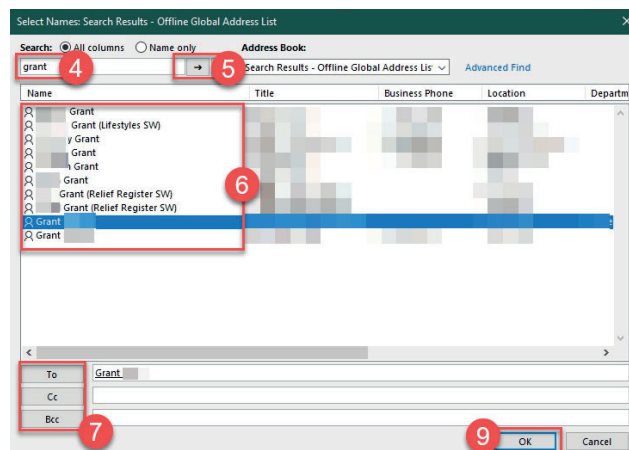 Select Names: Search Results - Offline Global Address List
Search: All columns Name only Address Book:
grant 4 → 5 Search Results - Offline Global Address Lis Advanced Find
Name Title Business Phone Location Departm
Grant
Grant (Lifestyles SW)
y Grant
Grant
Grant
Grant
Grant (Relief Register SW)
Grant (Relief Register SW)
6
Grant
Grant
To Grant
Cc
Bcc
7
9 OK Cancel